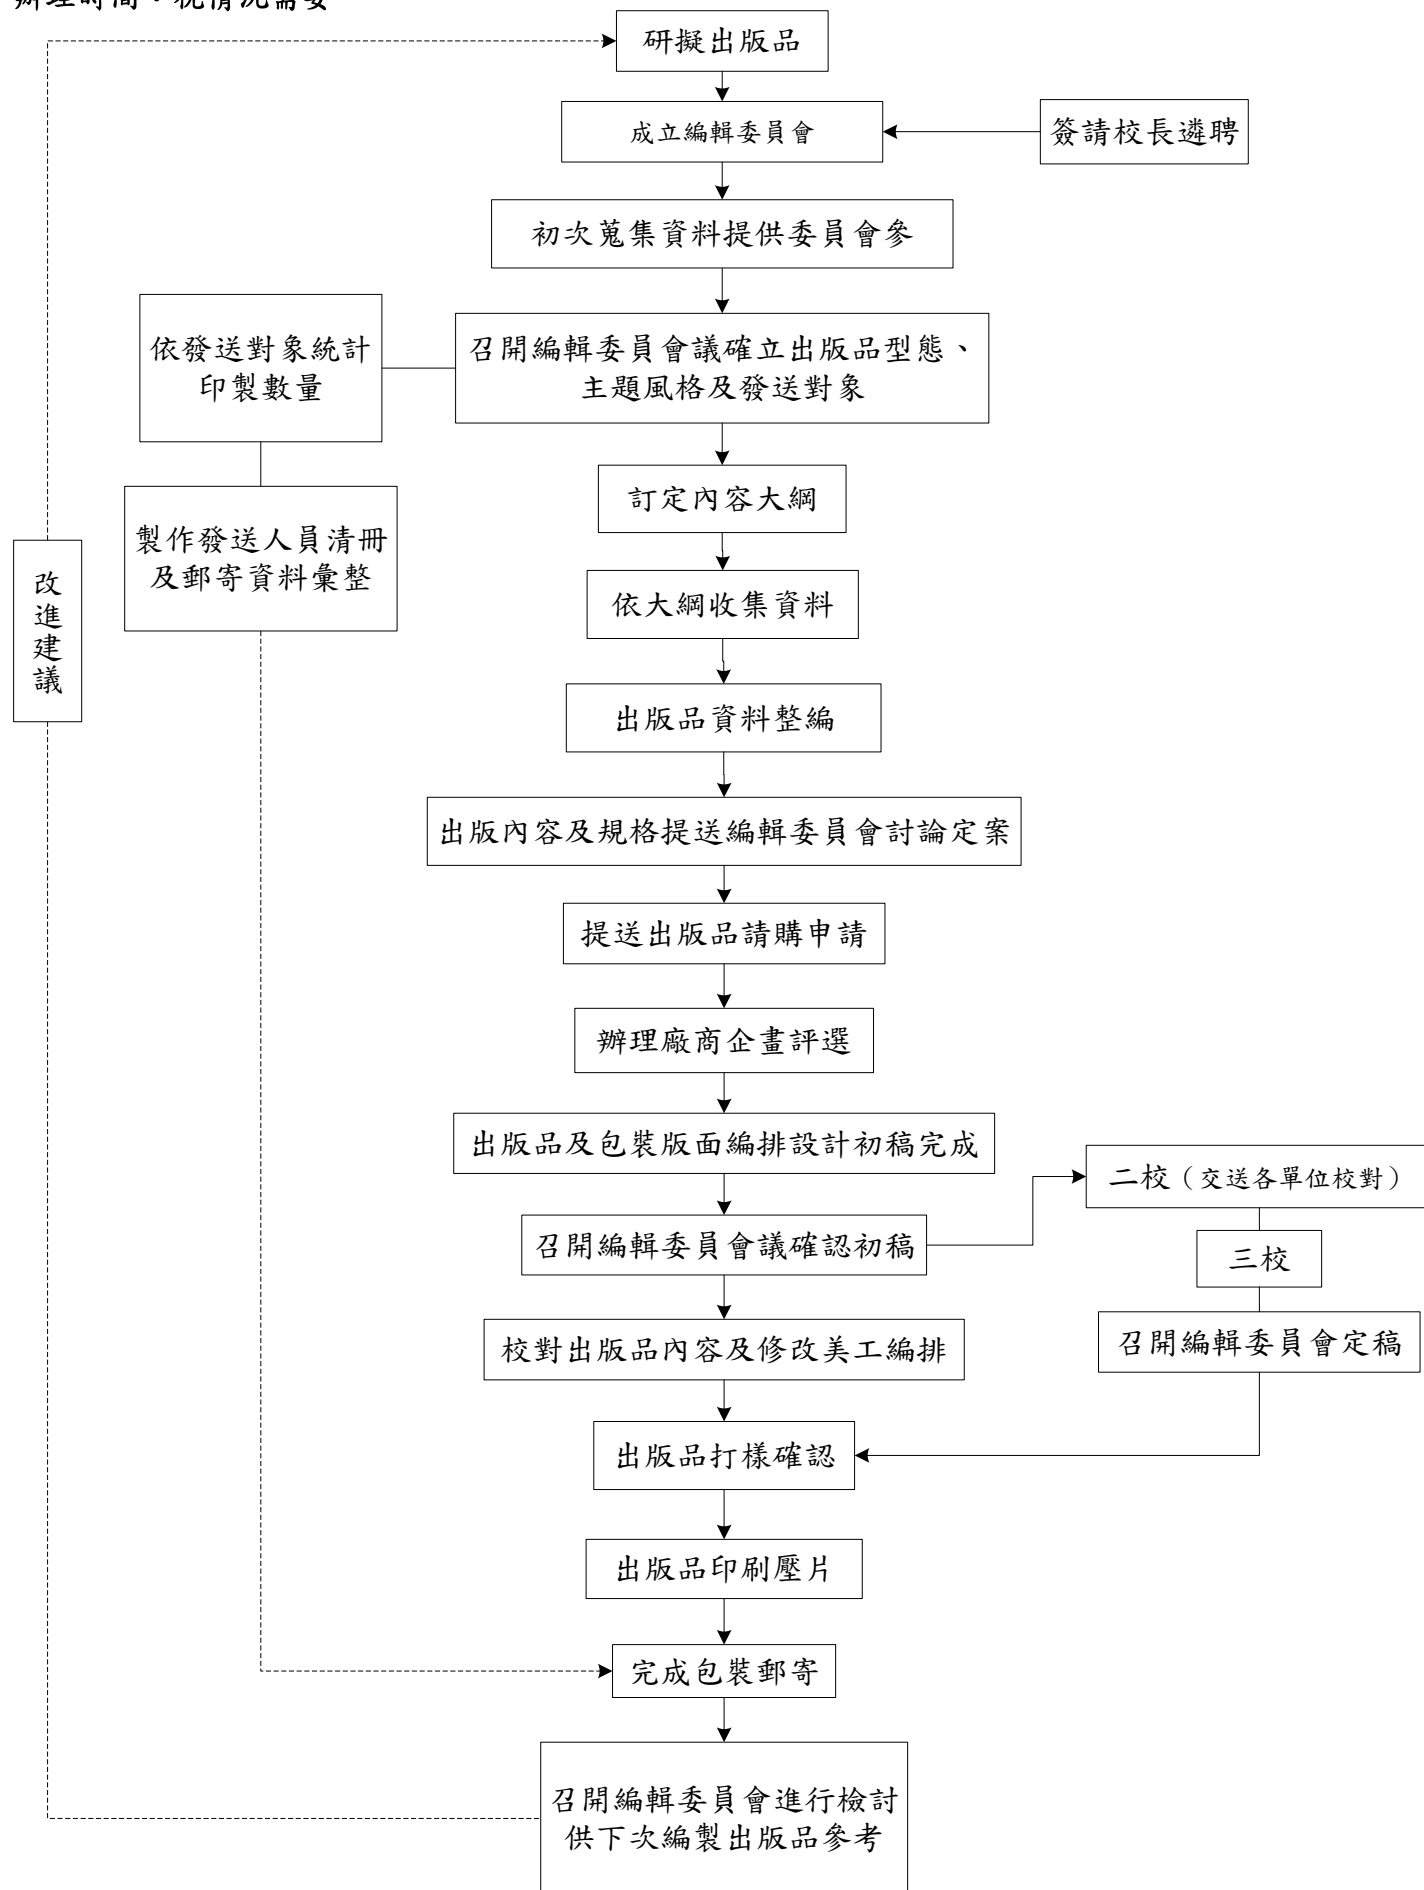 辦理時間：視情況需要
研擬出版品
成立編輯委員會
簽請校長遴聘
初次蒐集資料提供委員會參
依發送對象統計
印製數量
召開編輯委員會議確立出版品型態、
主題風格及發送對象
訂定內容大綱
製作發送人員清冊
及郵寄資料彙整
改
進
建
議
依大綱收集資料
出版品資料整編
出版內容及規格提送編輯委員會討論定案
提送出版品請購申請
辦理廠商企畫評選
出版品及包裝版面編排設計初稿完成
二校（交送各單位校對）
召開編輯委員會議確認初稿
三校
校對出版品內容及修改美工編排
召開編輯委員會定稿
出版品打樣確認
出版品印刷壓片
完成包裝郵寄
召開編輯委員會進行檢討
供下次編製出版品參考